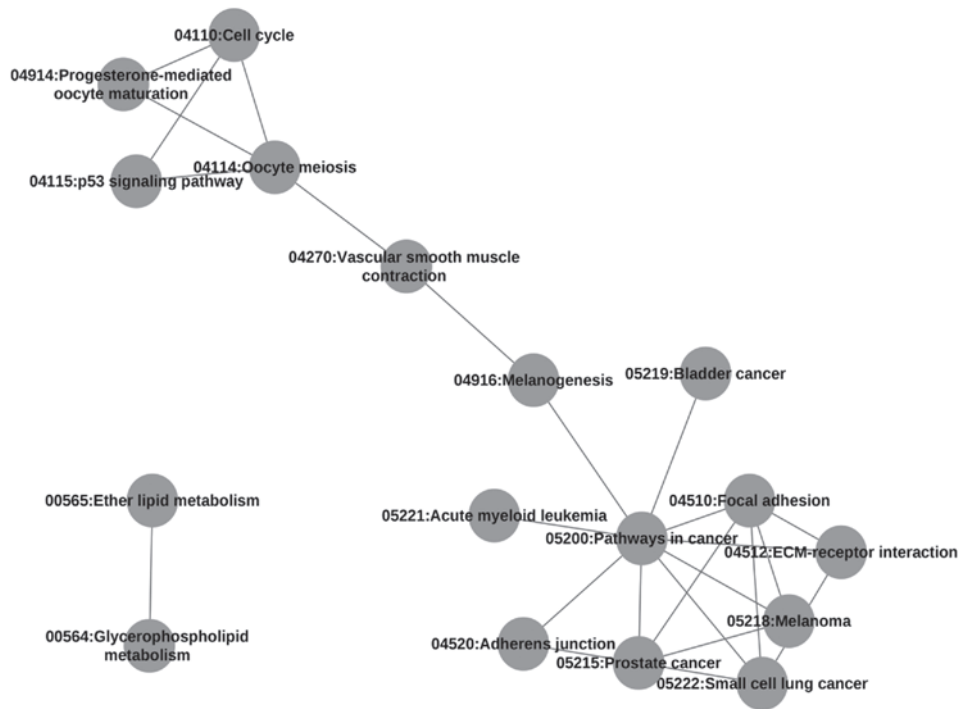 04110:Cell cycle
04914:Progesterone-mediated
oocyte maturation
04114:Oocyte meiosis
04115:p53 signaling pathway
04270:Vascular smooth muscle
contraction
04916:Melanogenesis
05219:Bladder cancer
00565:Ether lipid metabolism
04510:Focal adhesion
05221:Acute myeloid leukemia
05200:Pathways in cancer
04512:ECM-receptor interaction
05218:Melanoma
00564:Glycerophospholipid
metabolism
04520:Adherens junction
05215:Prostate cancer
05222:Small cell lung cancer